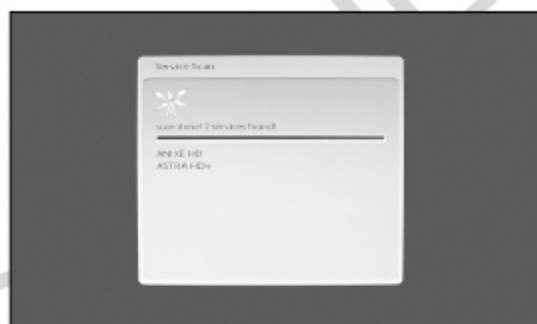 Service Scan
scan done! 2 services found!
ANIXE HD
ASTRA HD+